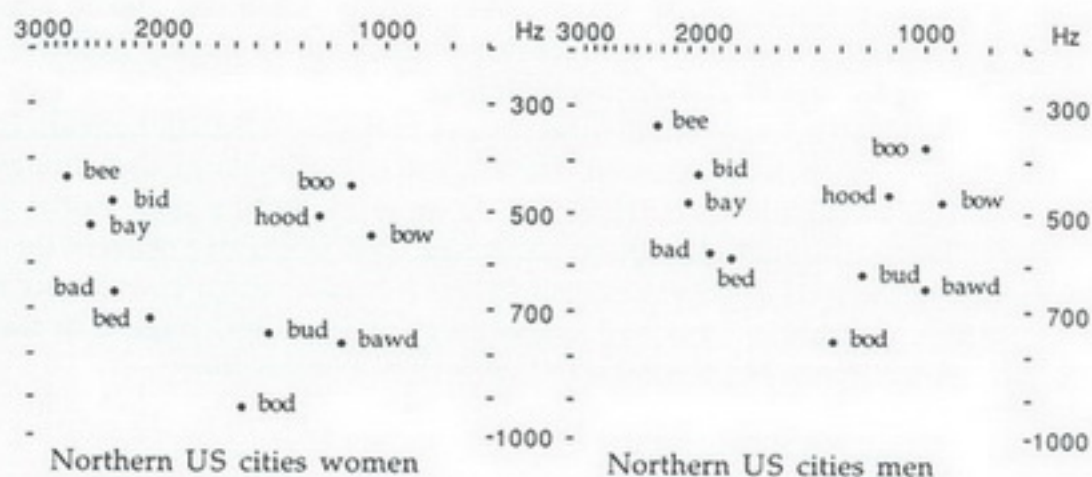 3000 2000 1000 Hz 3000 2000 1000 Hz
300 300
bee
boo
bee
boo
bid
bid
hood
bay
bow
500
hood
bay
bow
500
bad
bed
bud
bawd
bad
bed
700
bud
bawd
700
bod
bod
1000 1000
Northern US cities women Northern US cities men